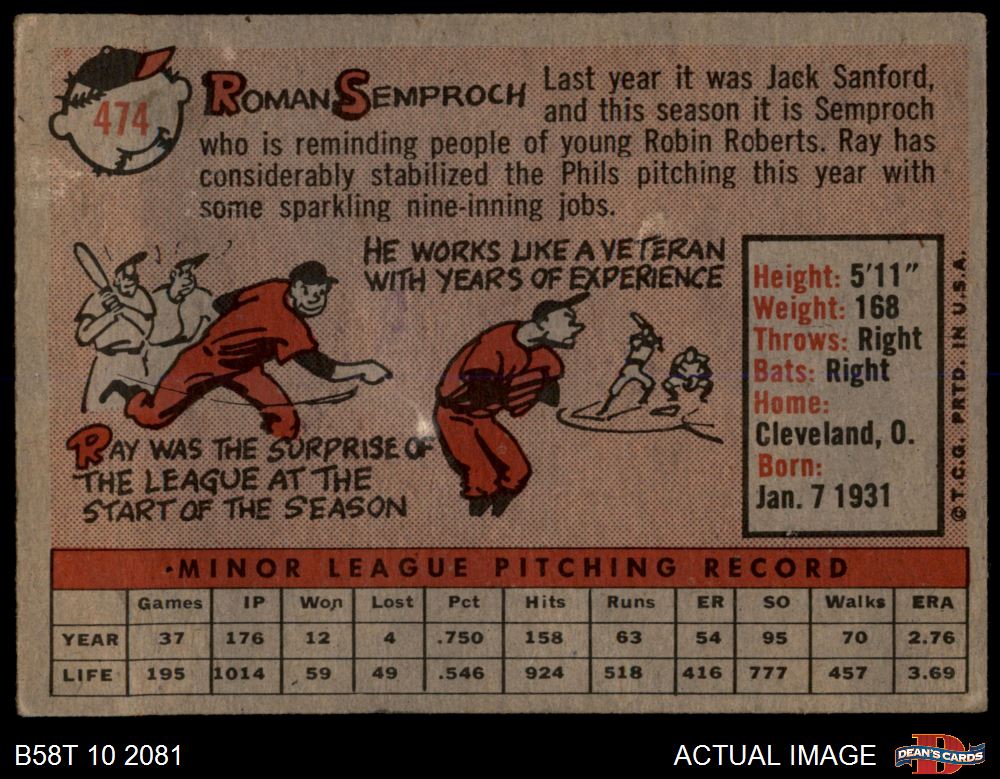 474
ROMAN SEMPROCH
Last year it was Jack Sanford,
and this season it is Semproch
who is reminding people of young Robin Roberts. Ray has
considerably stabilized the Phils pitching this year with
some sparkling nine-inning jobs.
HE WORKS LIKE A VETERAN
WITH YEARS OF EXPERIENCE
RAY WAS THE SURPRISE OF
THE LEAGUE AT THE
START OF THE SEASON
Height: 5'11"
Weight: 168
Throws: Right
Bats: Right
Home:
Cleveland, O.
Born:
Jan. 7 1931
©T.C.G. PRTD. IN U.S.A.
·MINOR LEAGUE PITCHING RECORD
Games IP Won Lost Pct Hits Runs ER SO Walks ERA
YEAR 37 176 12 4 .750 158 63 54 95 70 2.76
LIFE 195 1014 59 49 .546 924 518 416 777 457 3.69
B58T 10 2081
ACTUAL IMAGE
D
DEAN'S CARDS